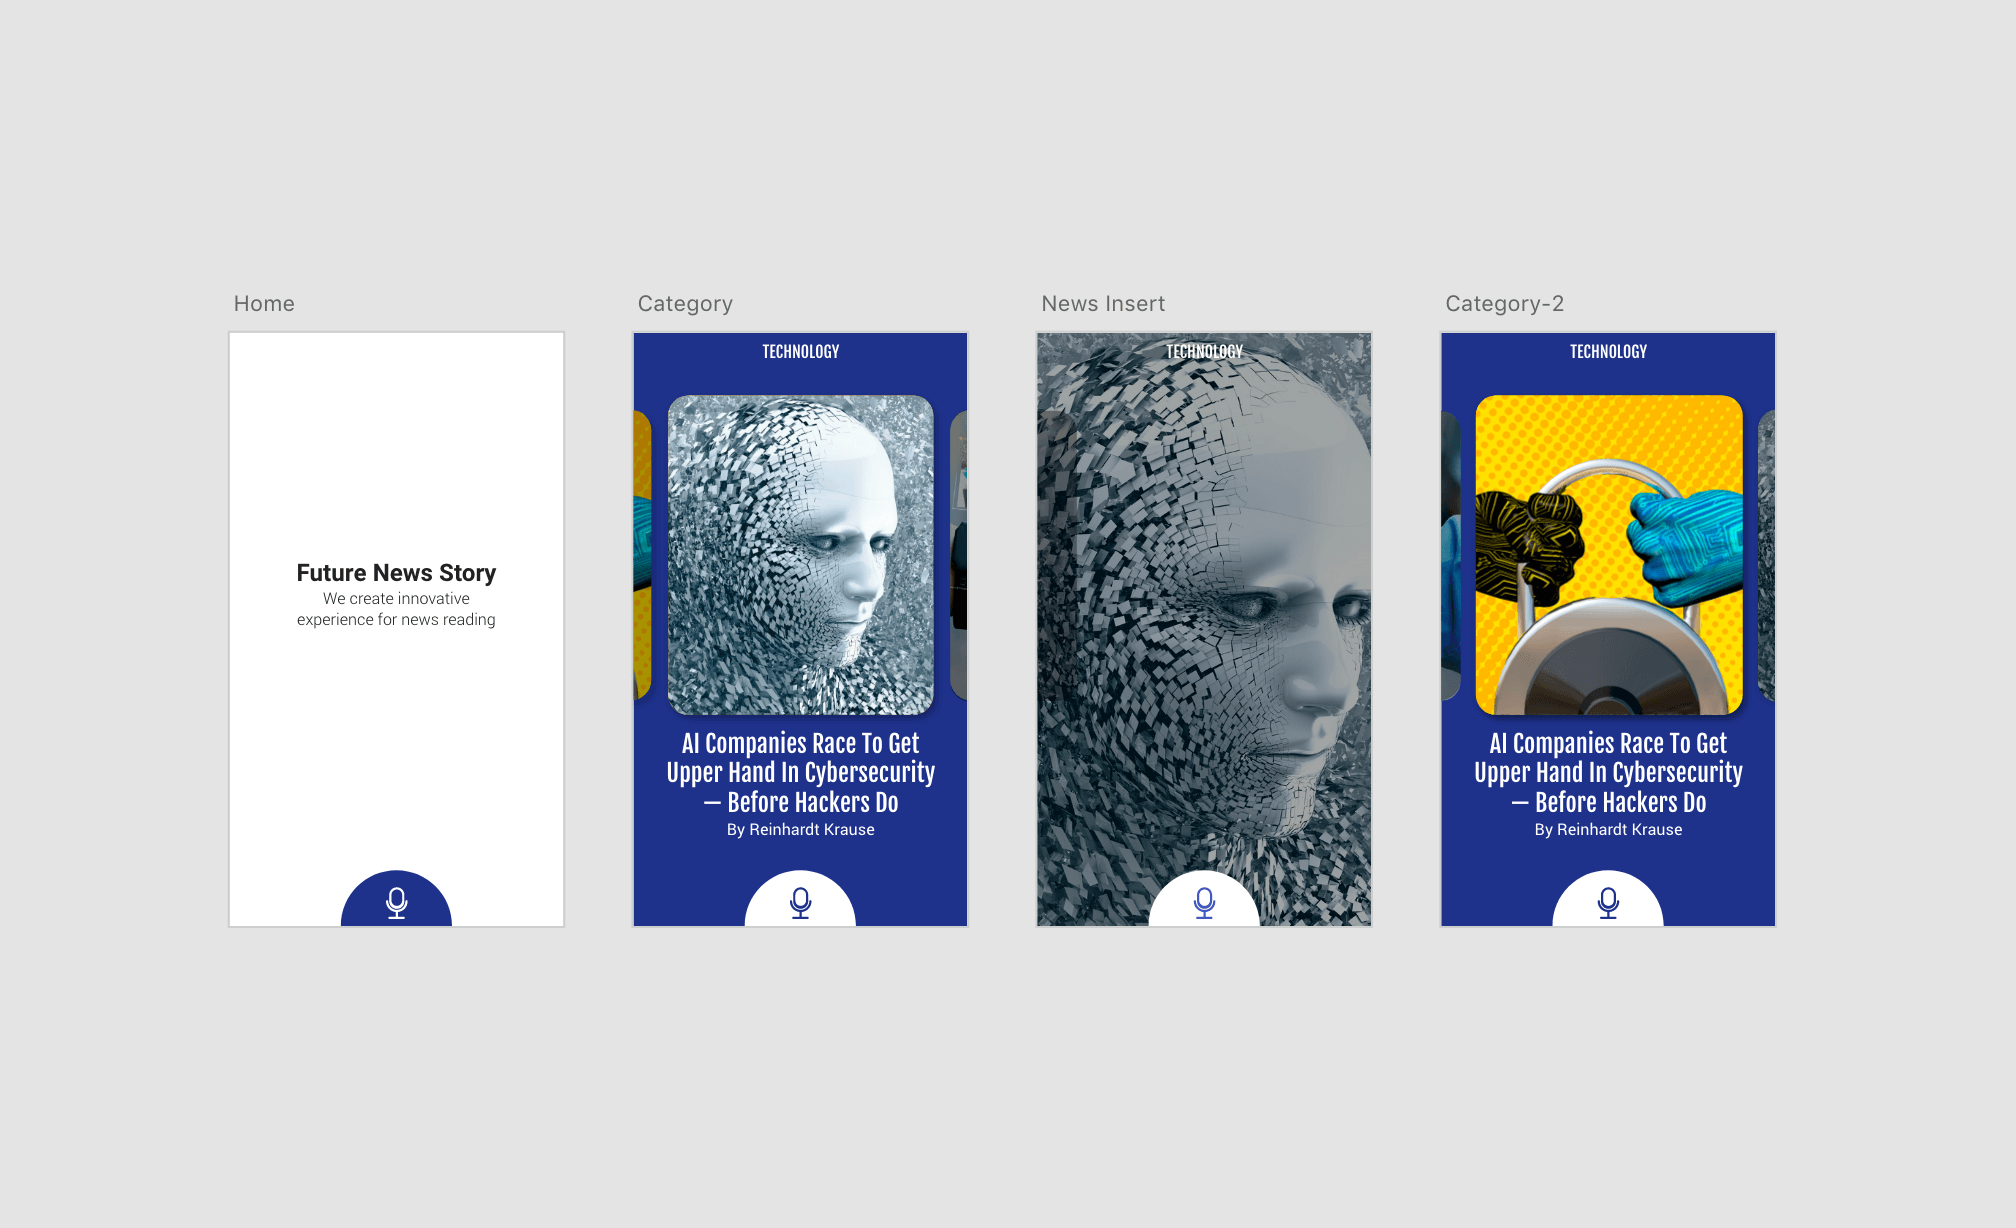 Home
Future News Story
We create innovative
experience for news reading
Category
TECHNOLOGY
AI Companies Race To Get
Upper Hand In Cybersecurity
— Before Hackers Do
By Reinhardt Krause
News Insert
TECHNOLOGY
Category-2
TECHNOLOGY
AI Companies Race To Get
Upper Hand In Cybersecurity
— Before Hackers Do
By Reinhardt Krause